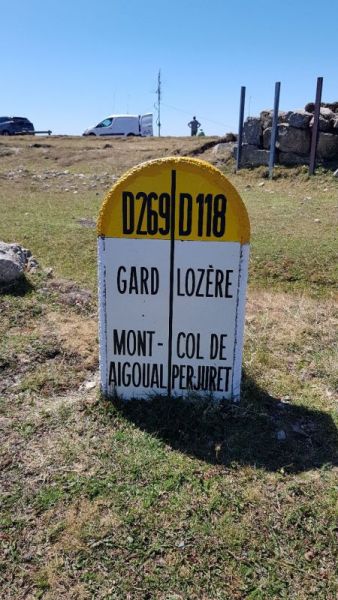 D269 D118
GARD LOZÈRE
MONT- COL DE
AIGOUAL PERJURET